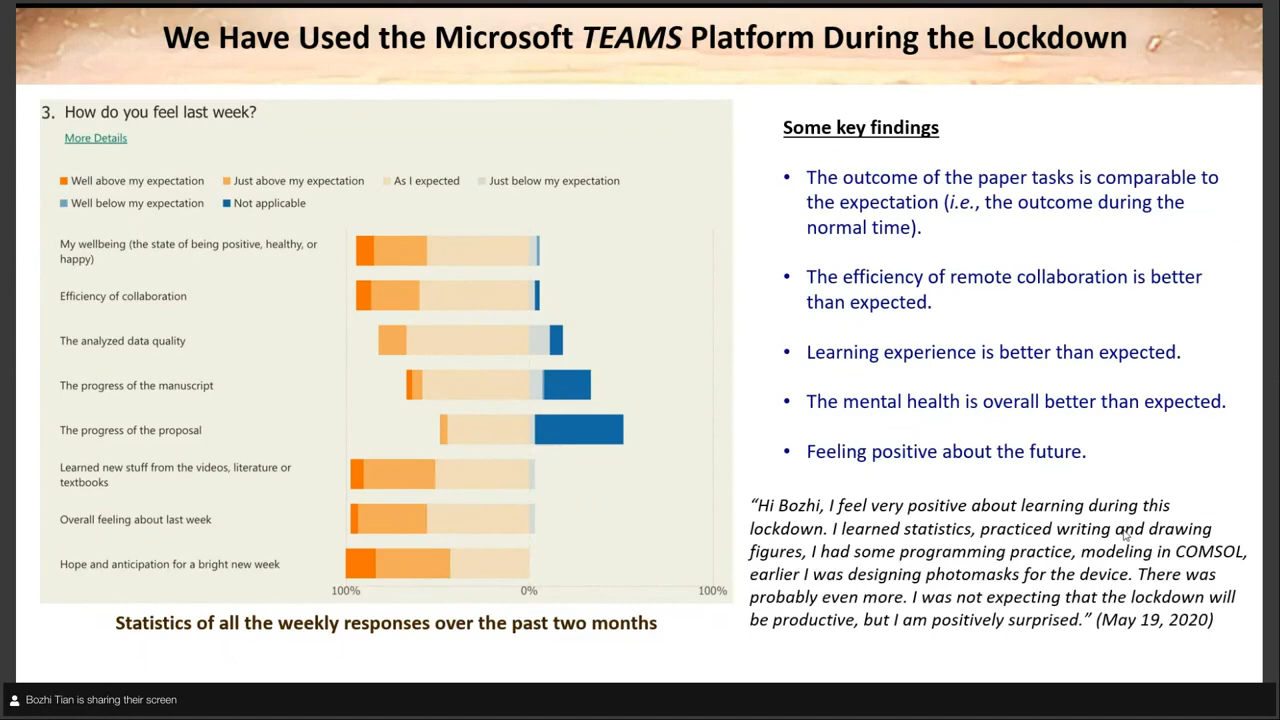 We Have Used the Microsoft TEAMS Platform During the Lockdown
3. How do you feel last week?
More Details
Well above my expectation Just above my expectation As I expected Just below my expectation
Well below my expectation Not applicable
My wellbeing (the state of being positive, healthy, or
happy)
Efficiency of collaboration
The analyzed data quality
The progress of the manuscript
The progress of the proposal
Learned new stuff from the videos, literature or
textbooks
Overall feeling about last week
Hope and anticipation for a bright new week
100% 0% 100%
Statistics of all the weekly responses over the past two months
Some key findings
• The outcome of the paper tasks is comparable to
the expectation (i.e., the outcome during the
normal time).
• The efficiency of remote collaboration is better
than expected.
• Learning experience is better than expected.
• The mental health is overall better than expected.
• Feeling positive about the future.
“Hi Bozhi, I feel very positive about learning during this
lockdown. I learned statistics, practiced writing and drawing
figures, I had some programming practice, modeling in COMSOL,
earlier I was designing photomasks for the device. There was
probably even more. I was not expecting that the lockdown will
be productive, but I am positively surprised.” (May 19, 2020)
Bozhi Tian is sharing their screen